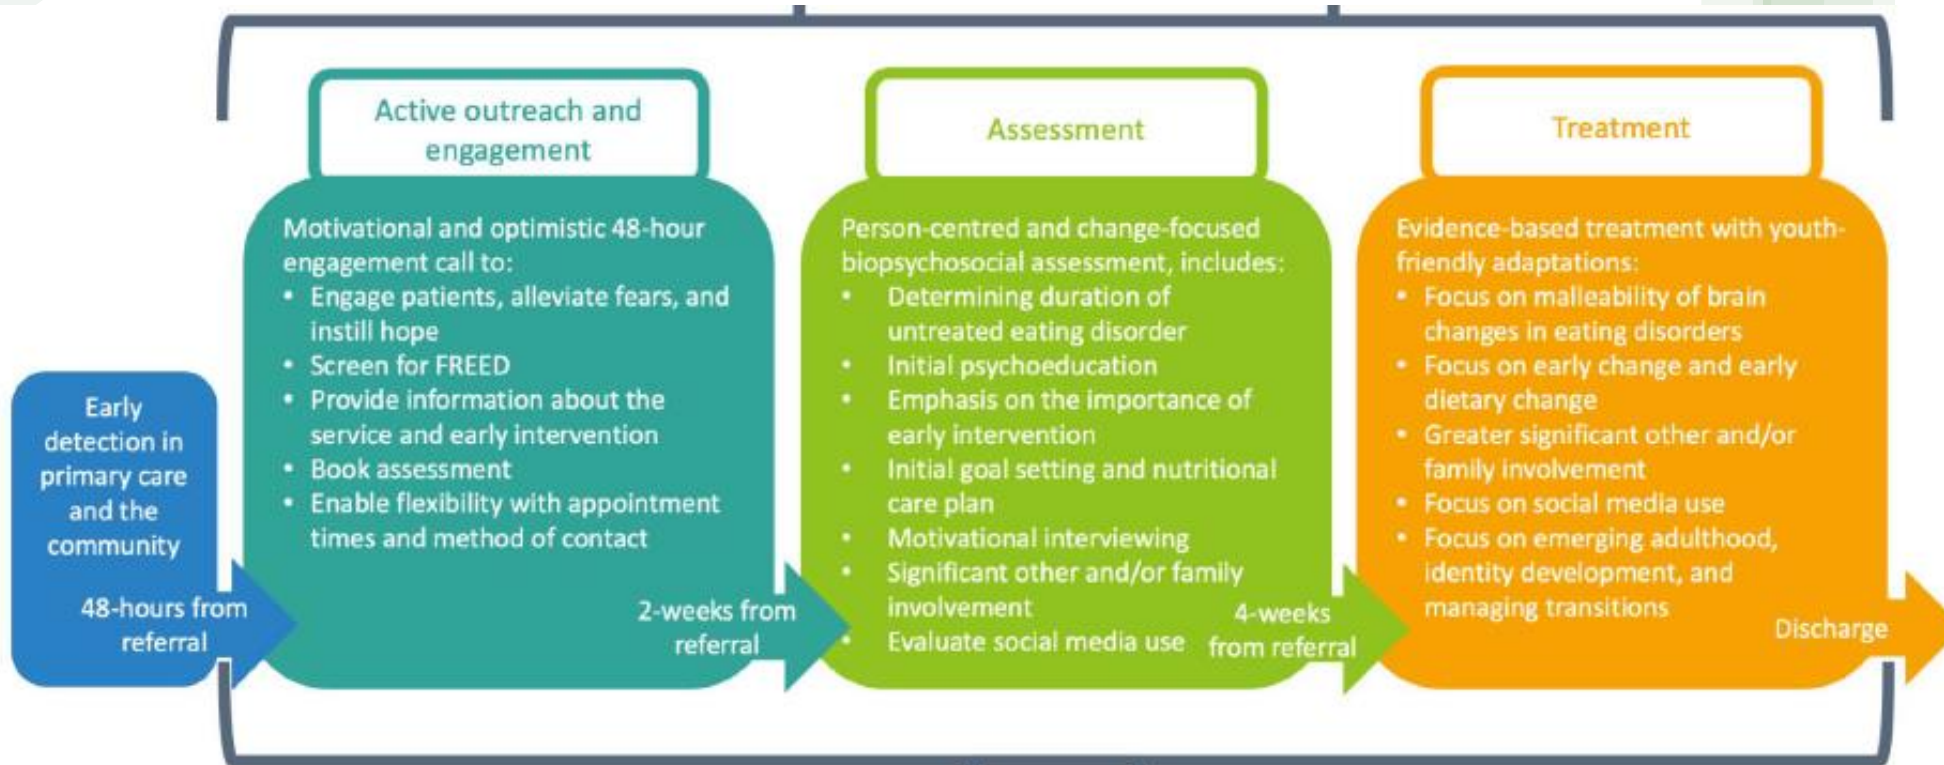 Early
detection in
primary care
and the
community
48-hours from
referral
Active outreach and
engagement
Motivational and optimistic 48-hour
engagement call to:
• Engage patients, alleviate fears, and
instill hope
• Screen for FREED
• Provide information about the
service and early intervention
• Book assessment
• Enable flexibility with appointment
times and method of contact
2-weeks from
referral
Assessment
Person-centred and change-focused
biopsychosocial assessment, includes:
• Determining duration of
untreated eating disorder
• Initial psychoeducation
• Emphasis on the importance of
early intervention
• Initial goal setting and nutritional
care plan
• Motivational interviewing
• Significant other and/or family
involvement
• Evaluate social media use
4-weeks
from referral
Treatment
Evidence-based treatment with youth-
friendly adaptations:
• Focus on malleability of brain
changes in eating disorders
• Focus on early change and early
dietary change
• Greater significant other and/or
family involvement
• Focus on social media use
• Focus on emerging adulthood,
identity development, and
managing transitions
Discharge